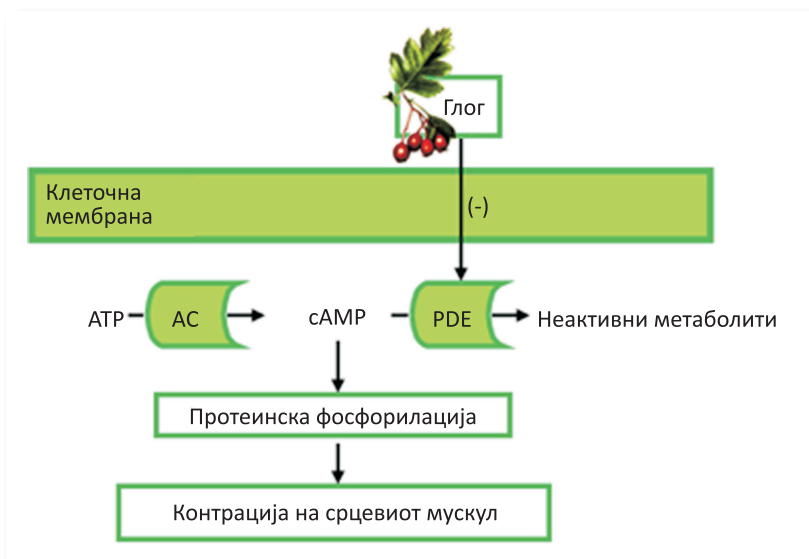 Глог
Клеточна
мембрана
(-)
ATP
AC
cAMP
PDE
Неактивни метаболити
Протеинска фосфорилација
Контрација на срцевиот мускул